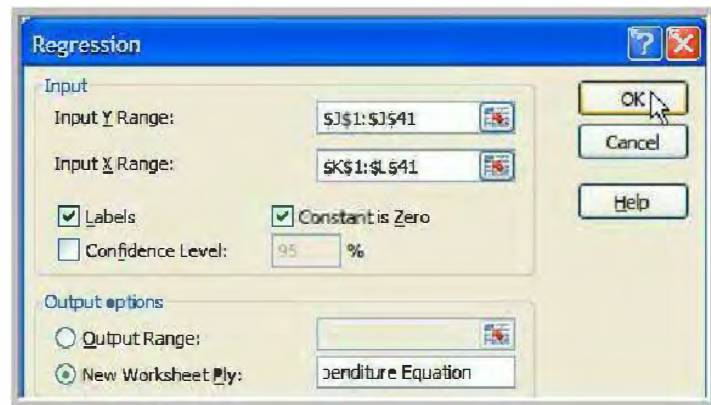 Regression
Input
Input Y Range: $J$1:$J$41
OK
Cancel
Input X Range: $K$1:$L$41
Help
Labels Constant is Zero
Confidence Level: 95 %
Output options
Output Range:
New Worksheet Ply: penditure Equation